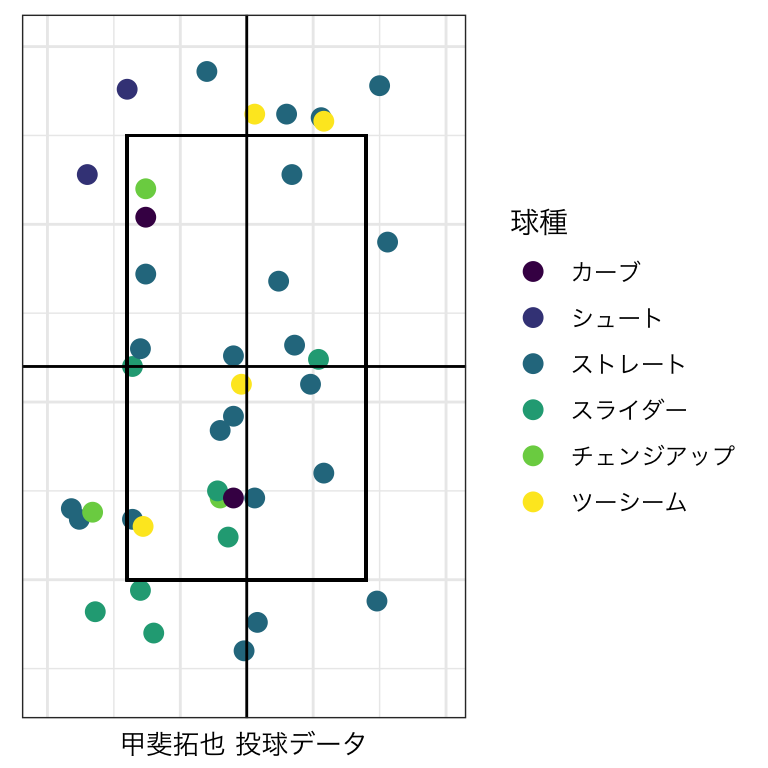 球種
カーブ
シュート
ストレート
スライダー
チェンジアップ
ツーシーム
甲斐拓也 投球データ